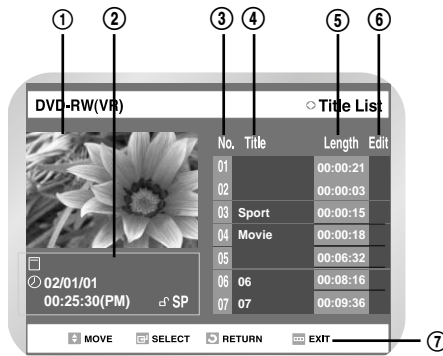 ① ② ③ ④ ⑤ ⑥
DVD-RW(VR) Title List
No. Title Length Edit
01 00:00:21
02 00:00:03
03 Sport 00:00:15
04 Movie 00:00:18
05 00:06:32
06 06 00:08:16
07 07 00:09:36
02/01/01
00:25:30(PM) SP
MOVE SELECT RETURN EXIT
⑦